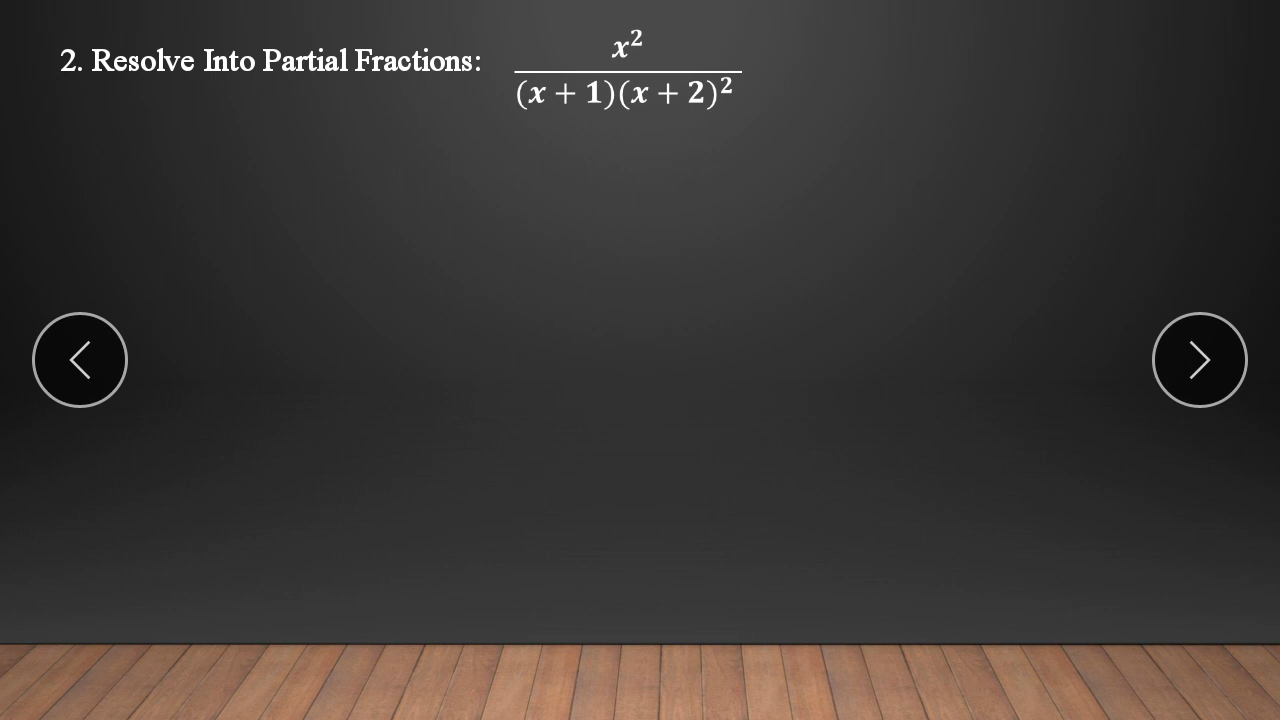 2. Resolve Into Partial Fractions: x²/((x + 1)(x + 2)²)